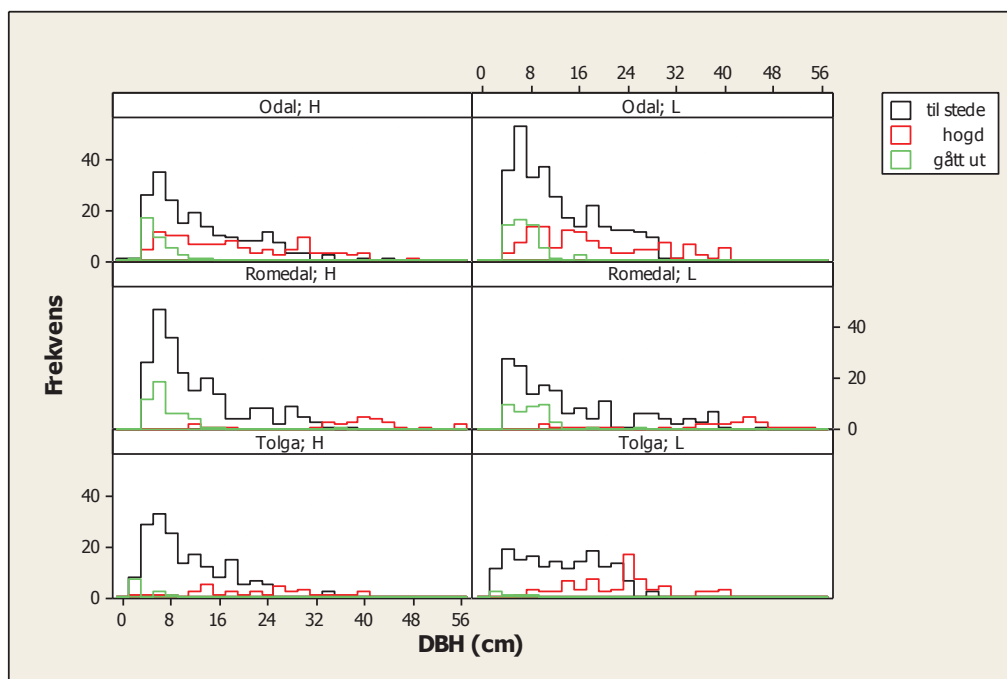 0 8 16 24 32 40 48 56
Odal; H
Odal; L
til stede
hogd
gått ut
40
20
0
Romedal; H
Romedal; L
40
20
0
Tolga; H
Tolga; L
40
20
0
0 8 16 24 32 40 48 56
Frekvens
DBH (cm)